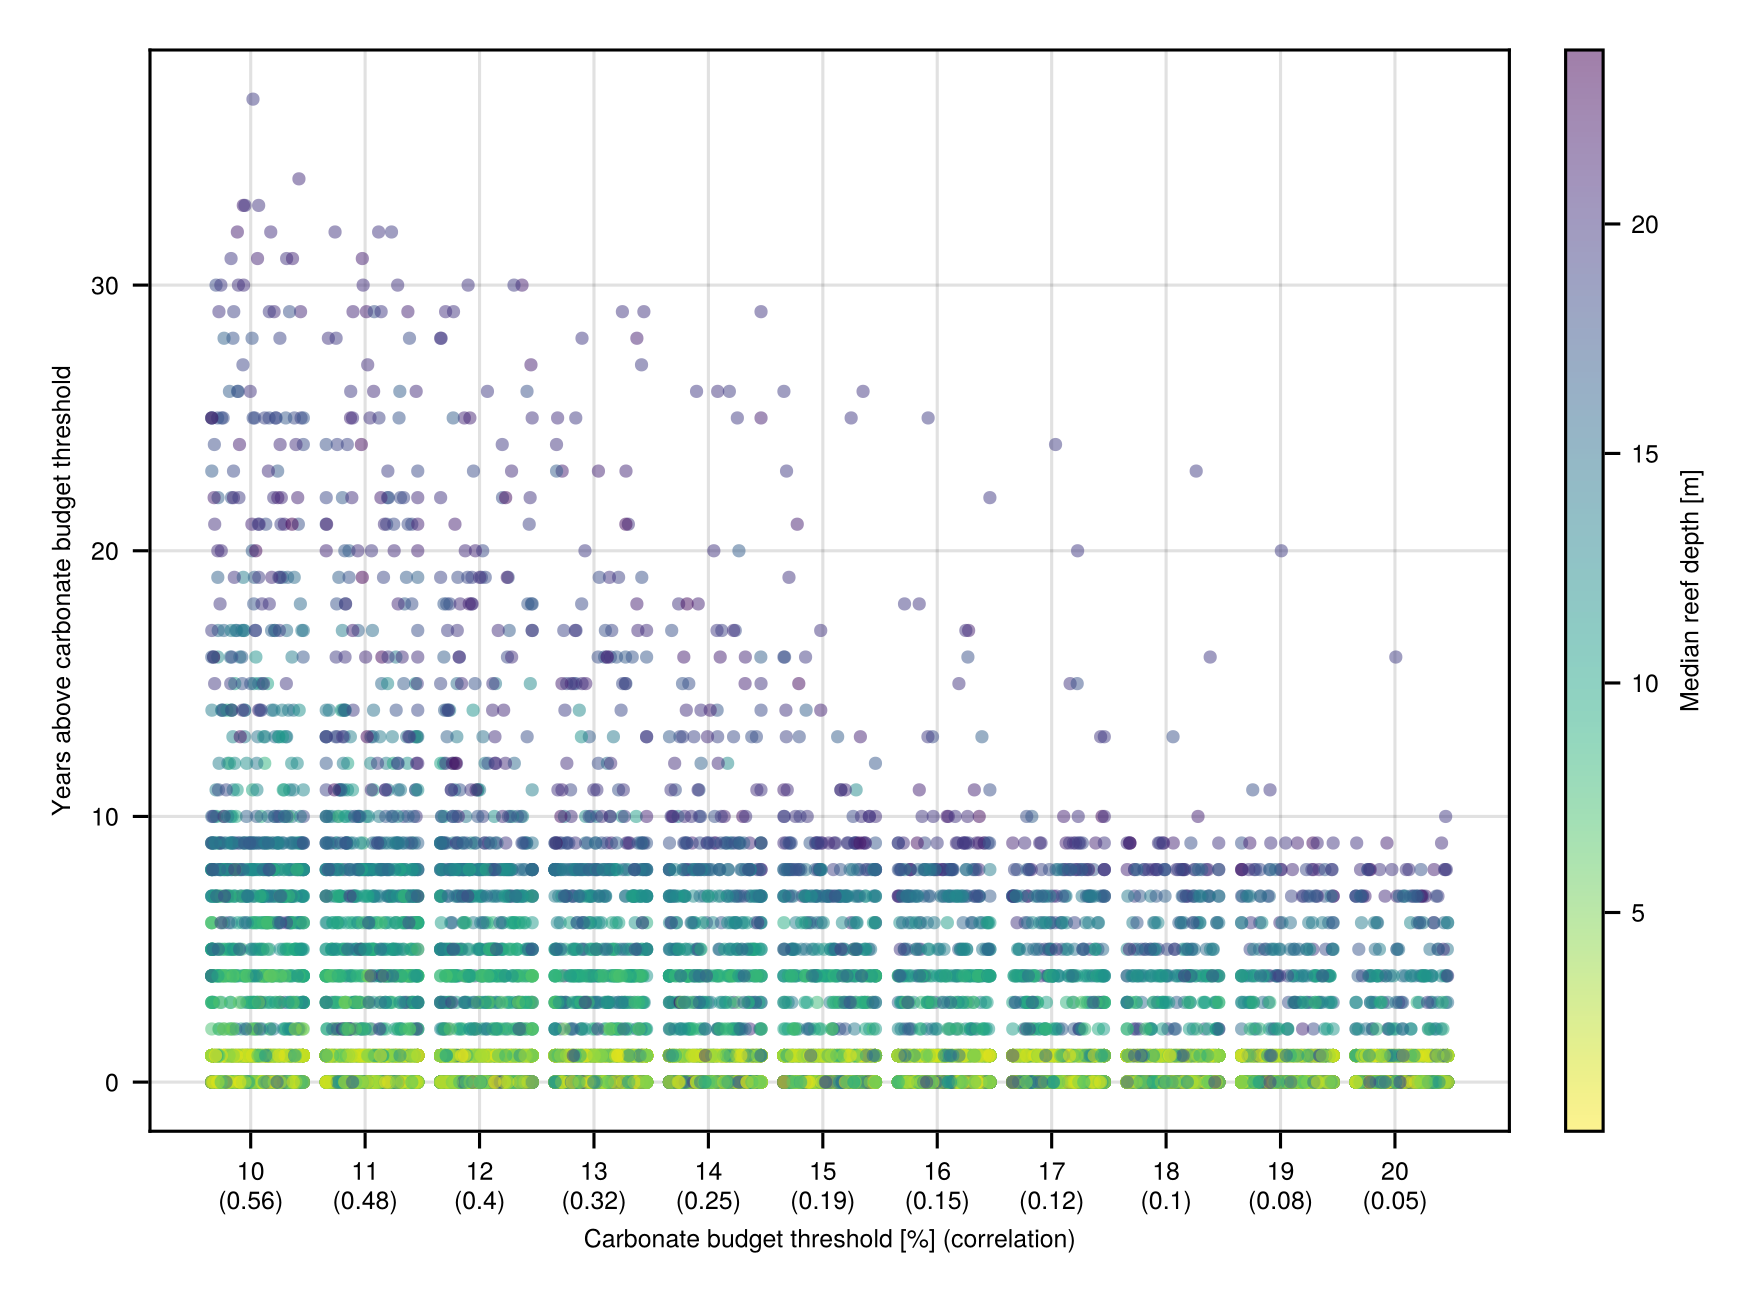 Years above carbonate budget threshold
30
20
10
0
10 11 12 13 14 15 16 17 18 19 20
(0.56) (0.48) (0.4) (0.32) (0.25) (0.19) (0.15) (0.12) (0.1) (0.08) (0.05)
Carbonate budget threshold [%] (correlation)
20
15
10
5
Median reef depth [m]